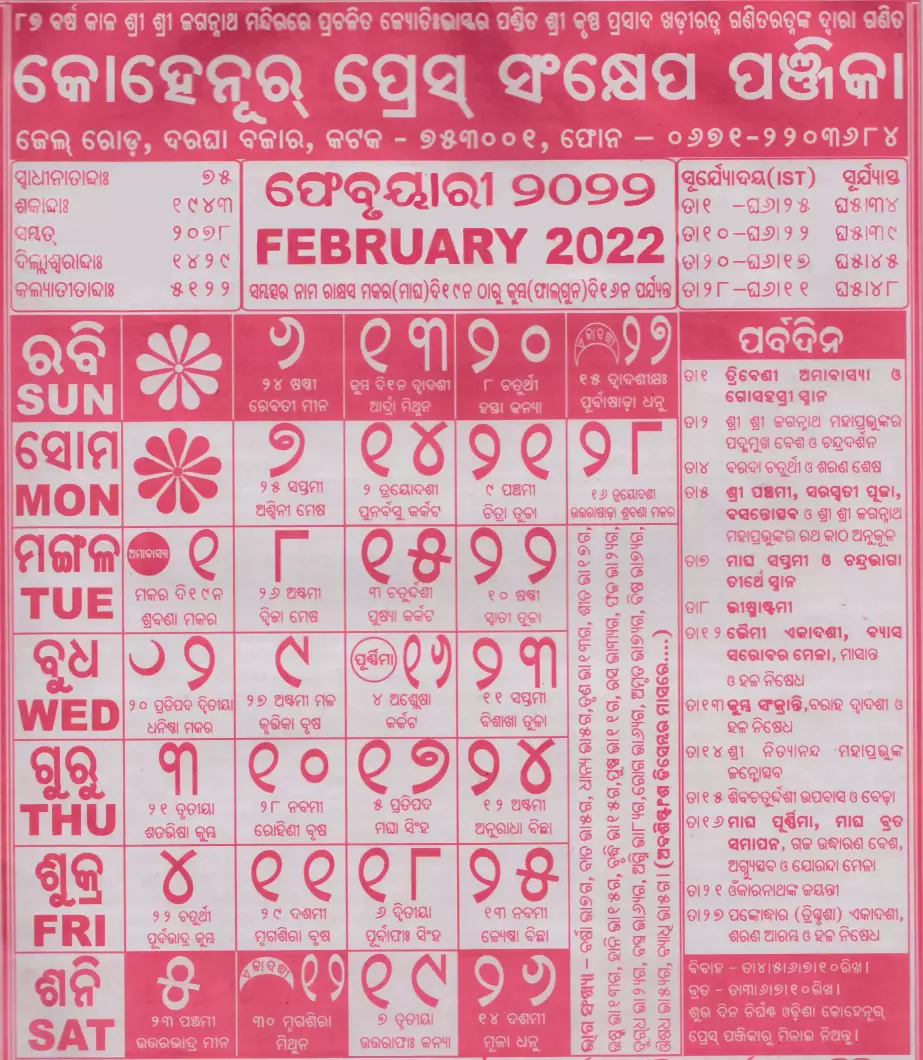 ୮୭ ବର୍ଷ କାଳ ଶ୍ରୀ ଶ୍ରୀ ଜଗନ୍ନାଥ ମନ୍ଦିରରେ ପ୍ରଚଳିତ ଜ୍ୟୋତିଃଭାସ୍କର ପଣ୍ଡିତ ଶ୍ରୀ କୃଷ୍ଣ ପ୍ରସାଦ ଖଡ଼ୀରତ୍ନ ଗଣିତରତ୍ନଙ୍କ ଦ୍ୱାରା ଗଣିତ
କୋହେନୂର୍ ପ୍ରେସ୍ ସଂକ୍ଷେପ ପଞ୍ଜିକା
ଜେଲ୍ ରୋଡ଼, ଦରଘା ବଜାର, କଟକ - ୭୫୩୦୦୧, ଫୋନ — ୦୬୭୧-୨୨୦୩୬୮୪
ସ୍ୱାଧୀନାତାବ୍ଦାଃ ୭୫
ଶକାବ୍ଦାଃ ୧୯୪୩
ସମ୍ଵତ୍ ୨୦୭୮
ଦିଲ୍ଲୀଶ୍ୱରାବ୍ଦାଃ ୧୪୨୯
କଲ୍ୟାତୀତାବ୍ଦାଃ ୫୧୨୨
ଫେବୃୟାରୀ ୨୦୨୨
FEBRUARY 2022
ସମ୍ଵତ୍ସର ନାମ ରାକ୍ଷସ ମକର(ମାଘ)ଦି୧୯ନ ଠାରୁ କୁମ୍ଭ(ଫାଲଗୁନ)ଦି୧୬ନ ପର୍ଯ୍ୟନ୍ତ
ସୂର୍ଯ୍ୟୋଦୟ(IST) ସୂର୍ଯ୍ୟାସ୍ତ
ତା୧ –ଘ୬।୨୫ ଘ୫।୩୪
ତା୧୦–ଘ୬।୨୨ ଘ୫।୩୯
ତା୨୦–ଘ୬।୧୭ ଘ୫।୪୫
ତା୨୮–ଘ୬।୧୧ ଘ୫।୪୮
ରବି ୬ ୧୩ ୨୦ ଏକାଦଶୀ ୨୭
SUN ୨୪ ଷଷ୍ଠୀ କୁମ୍ଭ ଦି୧ନ ଦ୍ୱାଦଶୀ ୮ ଚତୁର୍ଥୀ ୧୫ ଦ୍ୱାଦଶୀକ୍ଷଃ
ରେବତୀ ମୀନ ଆର୍ଦ୍ରା ମିଥୁନ ହସ୍ତା କନ୍ୟା ପୂର୍ବାଷାଢ଼ା ଧନୁ
ସୋମ ୭ ୧୪ ୨୧ ୨୮
MON ୨୫ ସପ୍ତମୀ ୨ ତ୍ରୟୋଦଶୀ ୯ ପଞ୍ଚମୀ ୧୬ ତ୍ରୟୋଦଶୀ
ଅଶ୍ୱିନୀ ମେଷ ପୁନର୍ବସୁ କର୍କଟ ଚିତ୍ରା ତୁଳା ଉତ୍ତରାଷାଢ଼ା ଶ୍ରବଣା ମକର
ମଙ୍ଗଳ ଅମାବାସ୍ୟା ୧ ୮ ୧୫ ୨୨
TUE ମକର ଦି୧୯ନ ୨୬ ଅଷ୍ଟମୀ ୩ ଚତୁର୍ଦ୍ଦଶୀ ୧୦ ଷଷ୍ଠୀ
ଶ୍ରବଣା ମକର ଦ୍ୱିଜା ମେଷ ପୁଷ୍ୟା କର୍କଟ ସ୍ୱାତୀ ତୁଳା
ବୁଧ ୨ ୯ ପୂର୍ଣ୍ଣିମା ୧୬ ୨୩
WED ୨୦ ପ୍ରତିପଦ ଦ୍ୱିତୀୟା ୨୭ ଅଷ୍ଟମୀ ମଳ ୪ ଅଶ୍ଳେଷା ୧୧ ସପ୍ତମୀ
ଧନିଷ୍ଠା ମକର କୃତ୍ତିକା ବୃଷ କର୍କଟ ବିଶାଖା ତୁଳା
ଗୁରୁ ୩ ୧୦ ୧୭ ୨୪
THU ୨୧ ତୃତୀୟା ୨୮ ନବମୀ ୫ ପ୍ରତିପଦ ୧୨ ଅଷ୍ଟମୀ
ଶତଭିଷା କୁମ୍ଭ ରୋହିଣୀ ବୃଷ ମଘା ସିଂହ ଅନୁରାଧା ବିଛା
ଶୁକ୍ର ୪ ୧୧ ୧୮ ୨୫
FRI ୨୨ ଚତୁର୍ଥୀ ୨୯ ଦଶମୀ ୬ ଦ୍ୱିତୀୟା ୧୩ ନବମୀ
ପୂର୍ବଭାଦ୍ର କୁମ୍ଭ ମୃଗଶିରା ବୃଷ ପୂର୍ବାଫାଃ ସିଂହ ଜ୍ୟେଷ୍ଠା ବିଛା
ଶନି ୫ ଏକାଦଶୀ ୧୨ ୧୯ ୨୬
SAT ୨୩ ପଞ୍ଚମୀ ୩୦ ମୃଗଶିରା ୭ ତୃତୀୟା ୧୪ ଦଶମୀ
ଉତ୍ତରଭାଦ୍ର ମୀନ ମିଥୁନ ଉତ୍ତରାଫାଃ କନ୍ୟା ମୂଳା ଧନୁ
ପର୍ବଦିନ
ତା୧ ତ୍ରିବେଣୀ ଅମାବାସ୍ୟା ଓ
ଗୋସହସ୍ରୀ ସ୍ନାନ
ତା୨ ଶ୍ରୀ ଶ୍ରୀ ଜଗନ୍ନାଥ ମହାପ୍ରଭୁଙ୍କର
ପଦ୍ମମୁଖ ବେଶ ଓ ଚନ୍ଦ୍ରଦର୍ଶନ
ତା୪ ବରଦା ଚତୁର୍ଥୀ ଓ ଶରଣ ଶେଷ
ତା୫ ଶ୍ରୀ ପଞ୍ଚମୀ, ସରସ୍ୱତୀ ପୂଜା,
ବସନ୍ତୋତ୍ସବ ଓ ଶ୍ରୀ ଶ୍ରୀ ଜଗନ୍ନାଥ
ମହାପ୍ରଭୁଙ୍କର ରଥ କାଠ ଅନୁକୂଳ
ତା୭ ମାଘ ସପ୍ତମୀ ଓ ଚନ୍ଦ୍ରଭାଗା
ତୀର୍ଥେ ସ୍ନାନ
ତା୮ ଭୀଷ୍ମାଷ୍ଟମୀ
ତା୧୨ ଭୈମୀ ଏକାଦଶୀ, ବ୍ୟାସ
ସରୋବର ମେଳା, ମାସାନ୍ତ
ଓ ହଳ ନିଷେଧ
ତା୧୩ କୁମ୍ଭ ସଂକ୍ରାନ୍ତି, ବରାହ ଦ୍ୱାଦଶୀ ଓ
ହଳ ନିଷେଧ
ତା୧୪ ଶ୍ରୀ ନିତ୍ୟାନନ୍ଦ ମହାପ୍ରଭୁଙ୍କ
ଜନ୍ମୋତ୍ସବ
ତା୧୫ ଶିବଚତୁର୍ଦ୍ଦଶୀ ଉପବାସ ଓ ବେଢ଼ା
ତା୧୬ ମାଘ ପୂର୍ଣ୍ଣିମା, ମାଘ ବ୍ରତ
ସମାପନ, ଗଜ ଉଦ୍ଧାରଣ ବେଶ,
ଅଗ୍ନ୍ୟୁତ୍ସବ ଓ ଯୋରନ୍ଦା ମେଳା
ତା୨୧ ଓଁକାରନାଥଙ୍କ ଜୟନ୍ତୀ
ତା୨୭ ପଙ୍କୋଦ୍ଧାର (ତ୍ରିସ୍ପୃଶା) ଏକାଦଶୀ,
ଶରଣ ଆରମ୍ଭ ଓ ହଳ ନିଷେଧ
ବିବାହ - ତା୪।୫।୬।୭।୧୦ରିଖ।
ବ୍ରତ - ତା୩।୬।୭।୧୦ରିଖ।
ଶୁଭ ଦିନ ନିର୍ଘଣ୍ଟ ଓଡ଼ିଶା କୋହେନୂର୍
ପ୍ରେସ୍ ପଞ୍ଜିକାରୁ ମିଳାଇ ନିଅନ୍ତୁ।